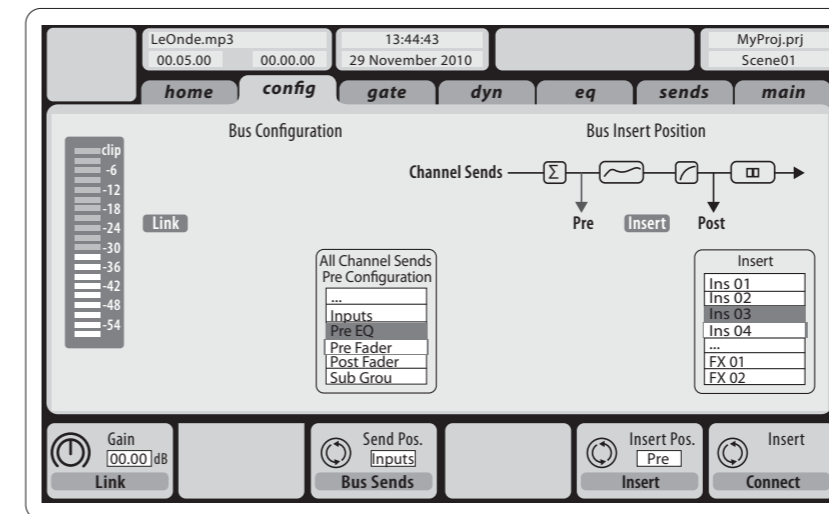 LeOnde.mp3
00.05.00 00.00.00
13:44:43
29 November 2010
MyProj.prj
Scene01
home config gate dyn eq sends main
Bus Configuration
Bus Insert Position
clip
-6
-12
-18
-24
-30
-36
-42
-48
-54
Link
Channel Sends
Σ
Pre Insert Post
All Channel Sends
Pre Configuration
...
Inputs
Pre EQ
Pre Fader
Post Fader
Sub Grou
Insert
Ins 01
Ins 02
Ins 03
Ins 04
...
FX 01
FX 02
Gain
00.00 dB
Link
Send Pos.
Inputs
Bus Sends
Insert Pos.
Pre
Insert
Insert
Connect